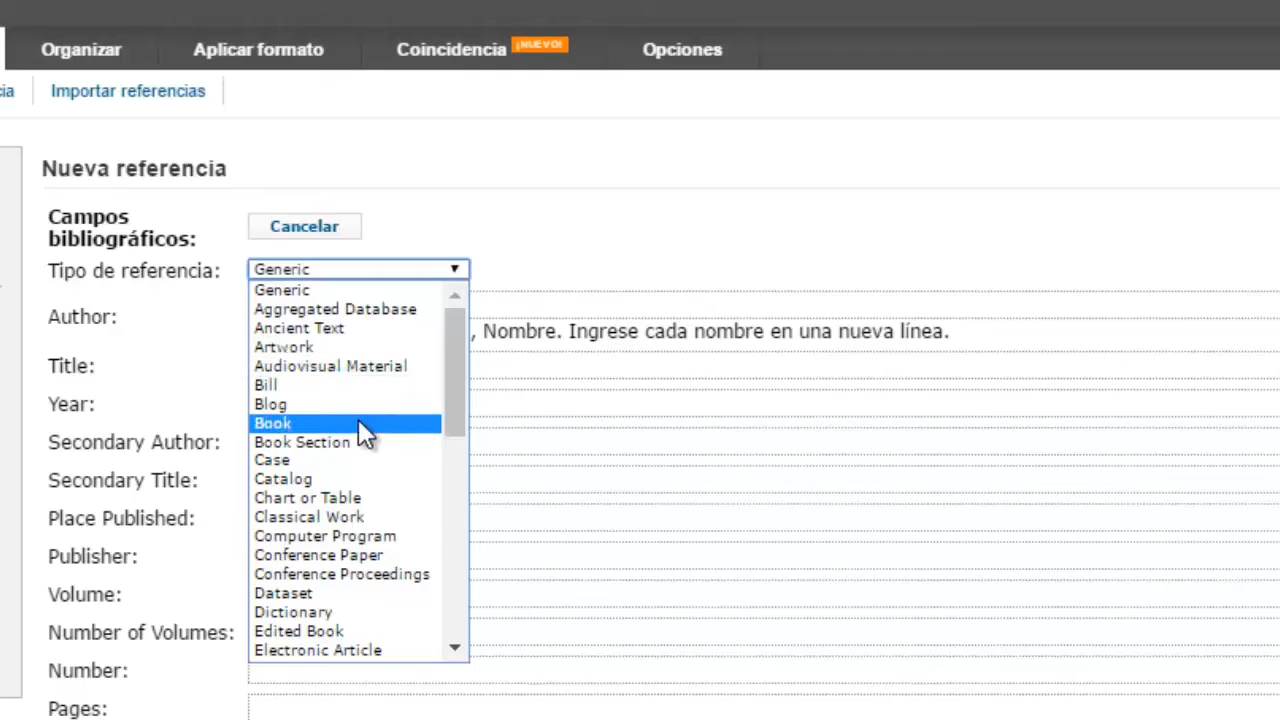 Organizar Aplicar formato Coincidencia ¡NUEVO! Opciones
cia Importar referencias
Nueva referencia
Campos bibliográficos: Cancelar
Tipo de referencia: Generic
Generic
Aggregated Database
Ancient Text
Author: , Nombre. Ingrese cada nombre en una nueva línea.
Artwork
Title: Audiovisual Material
Bill
Year: Blog
Book
Secondary Author: Book Section
Case
Secondary Title: Catalog
Chart or Table
Place Published: Classical Work
Computer Program
Publisher: Conference Paper
Conference Proceedings
Volume: Dataset
Dictionary
Number of Volumes: Edited Book
Electronic Article
Number:
Pages: